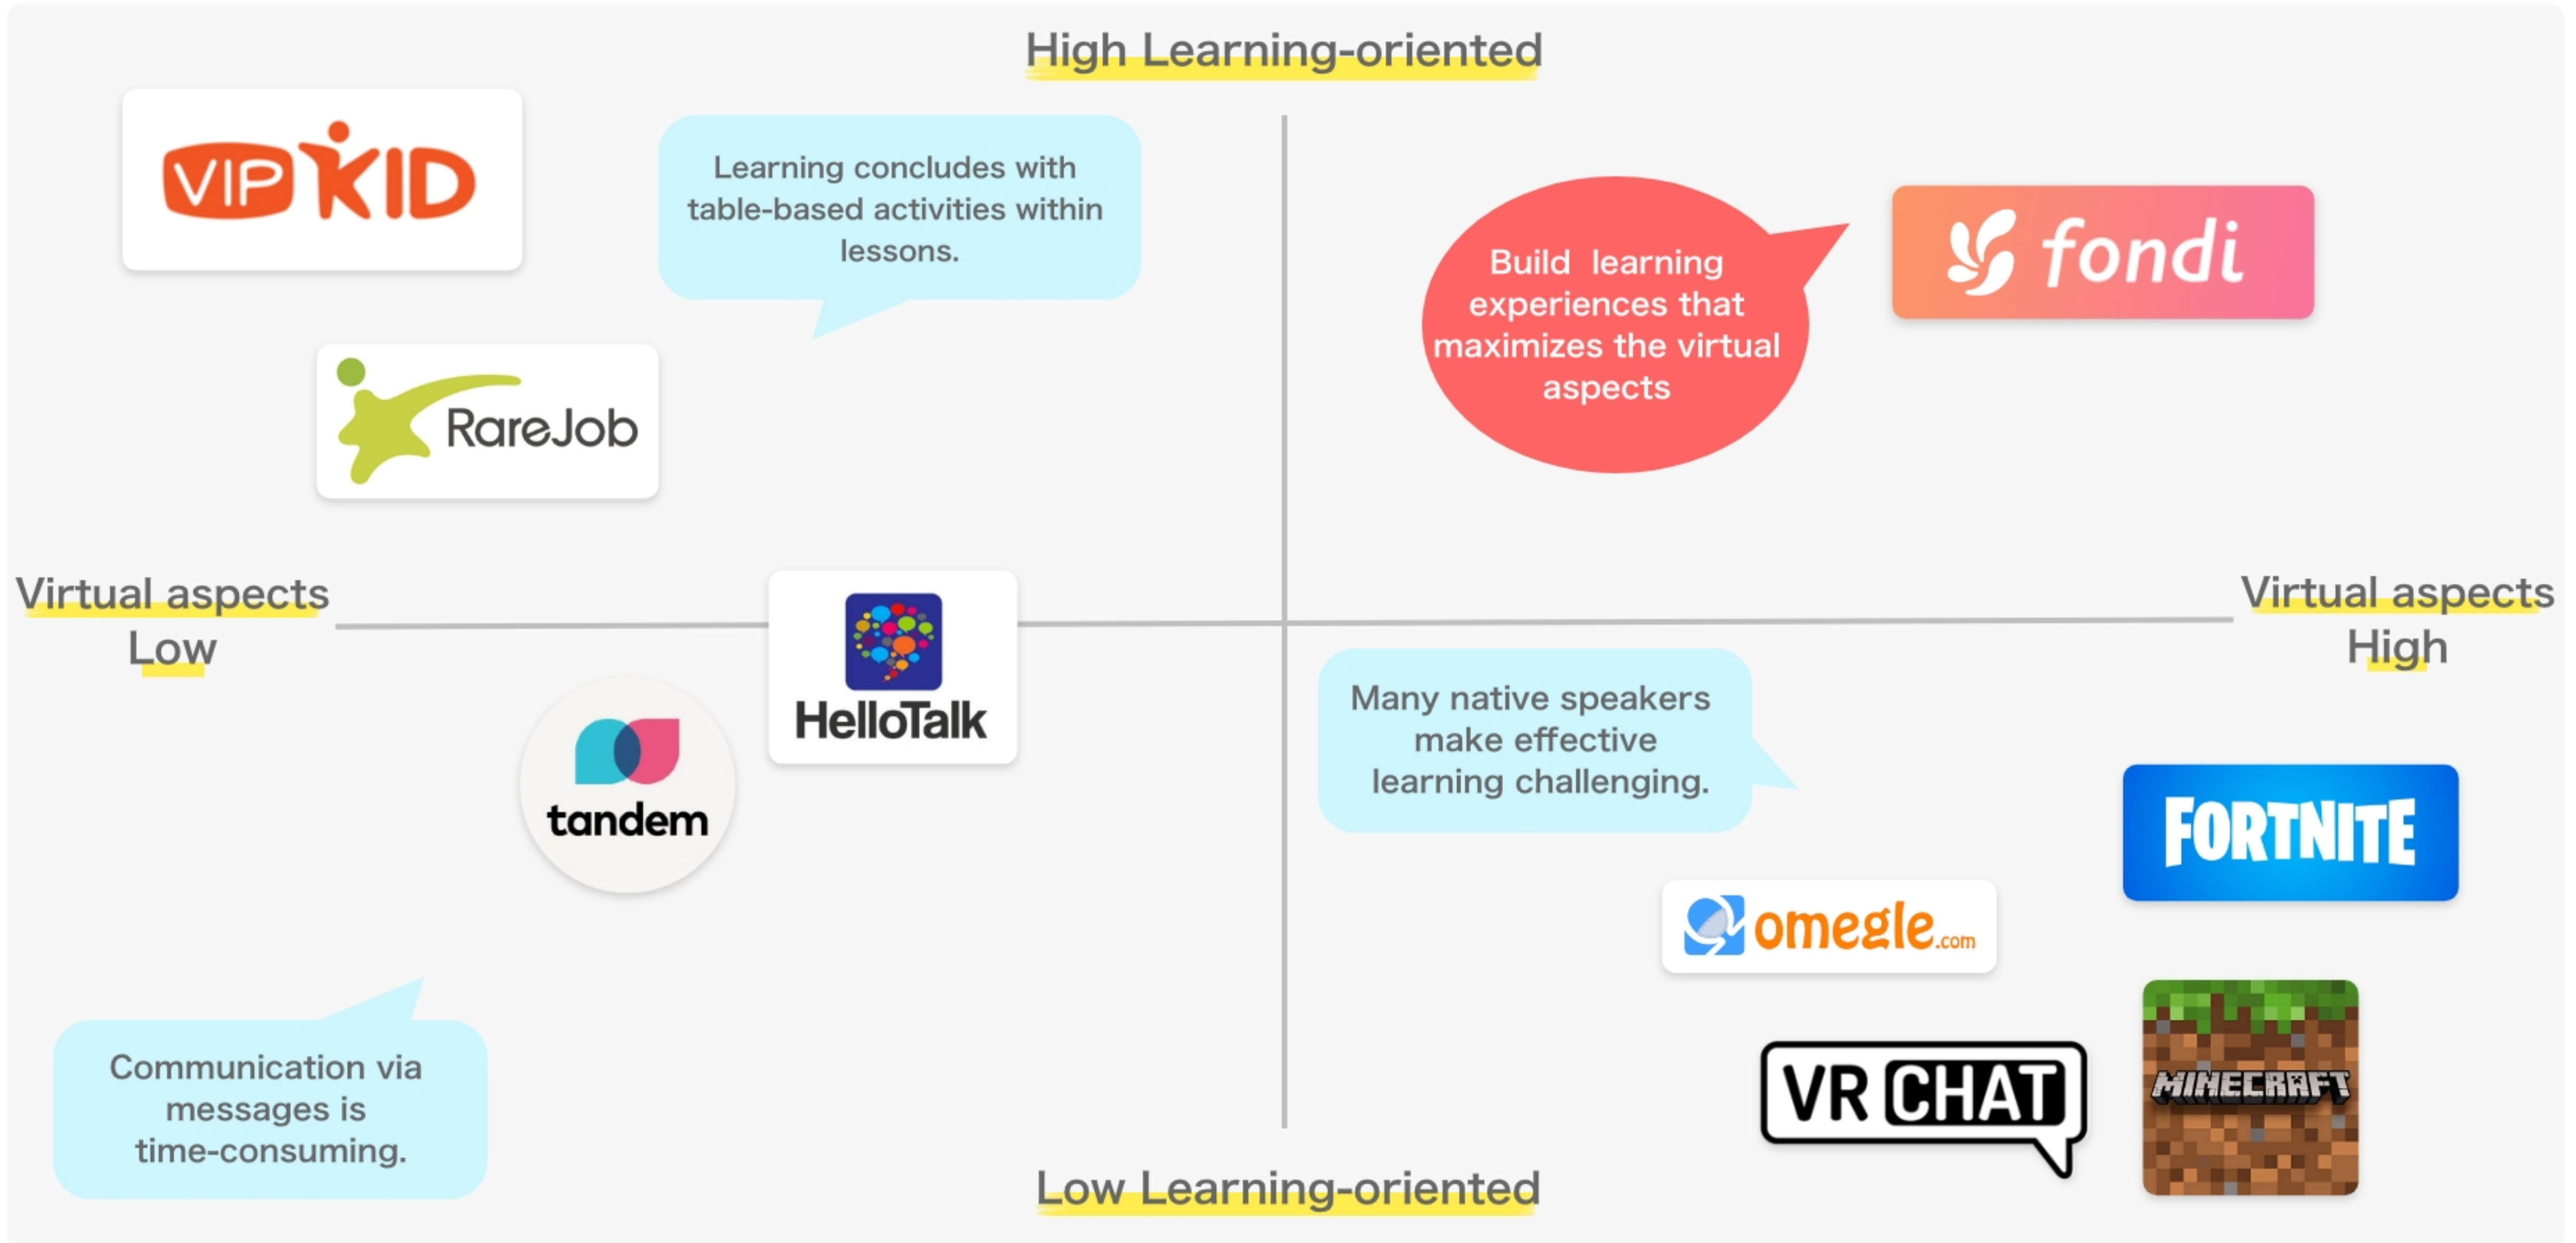 High Learning-oriented
VIPKID
Learning concludes with
table-based activities within
lessons.
Build learning
experiences that
maximizes the virtual
aspects
fondi
RareJob
Virtual aspects
Low
HelloTalk
Virtual aspects
High
tandem
Many native speakers
make effective
learning challenging.
FORTNITE
omegle.com
Communication via
messages is
time-consuming.
VRCHAT
MINECRAFT
Low Learning-oriented